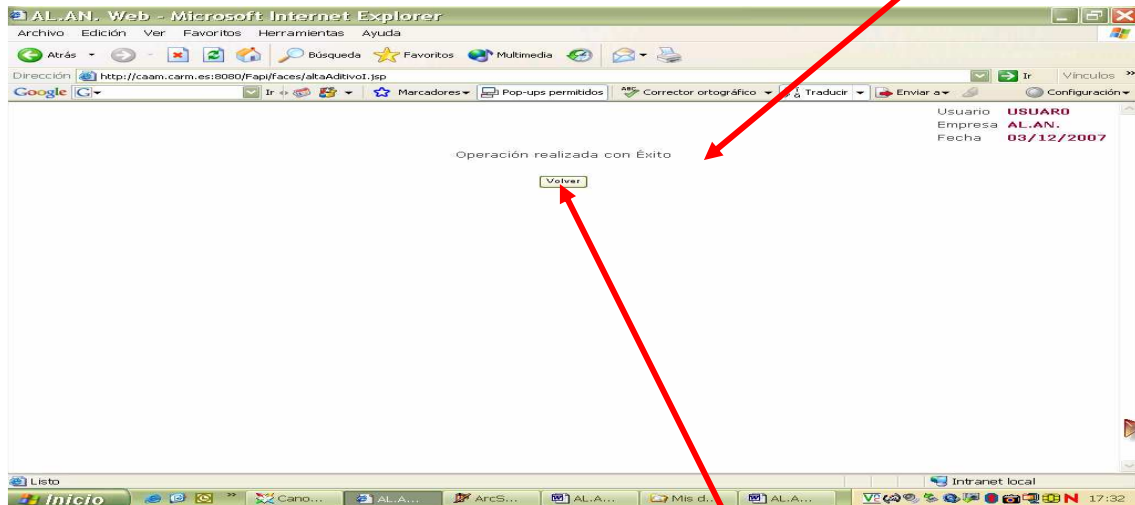 AL.AN. Web - Microsoft Internet Explorer
Archivo Edición Ver Favoritos Herramientas Ayuda
Atrás Búsqueda Favoritos Multimedia
Dirección http://caam.carm.es:8080/Fapi/faces/altaAditivoI.jsp Ir Vínculos »
Google G Ir Marcadores Pop-ups permitidos ABC Corrector ortográfico Traducir Enviar a Configuración
Usuario USUAR0
Empresa AL.AN.
Fecha 03/12/2007
Operación realizada con Éxito
Volver
Listo Intranet local
Inicio » Cano... AL.A... ArcS... AL.A... Mis d... AL.A... 17:32